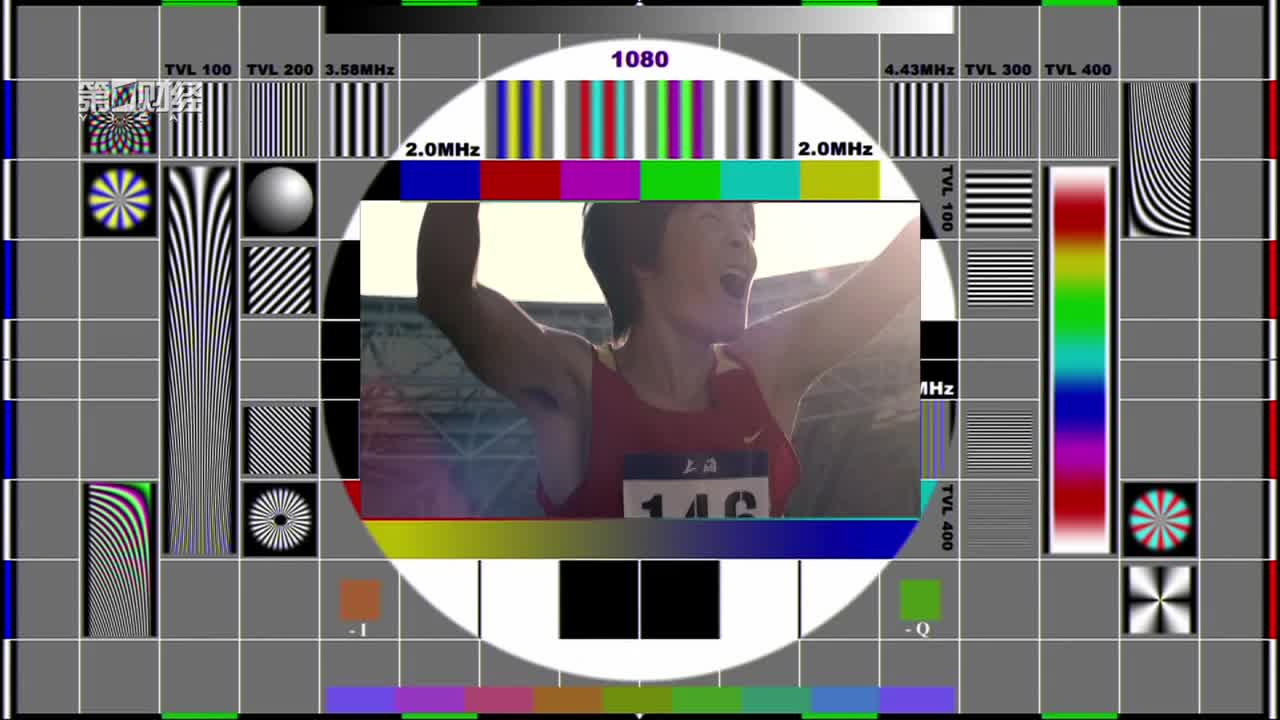 1080
TVL 100
TVL 200
3.58MHz
4.43MHz
TVL 300
TVL 400
第一财经
YICAI
2.0MHz
2.0MHz
TVL 100
MHz
上海
146
TVL 400
- I
- Q